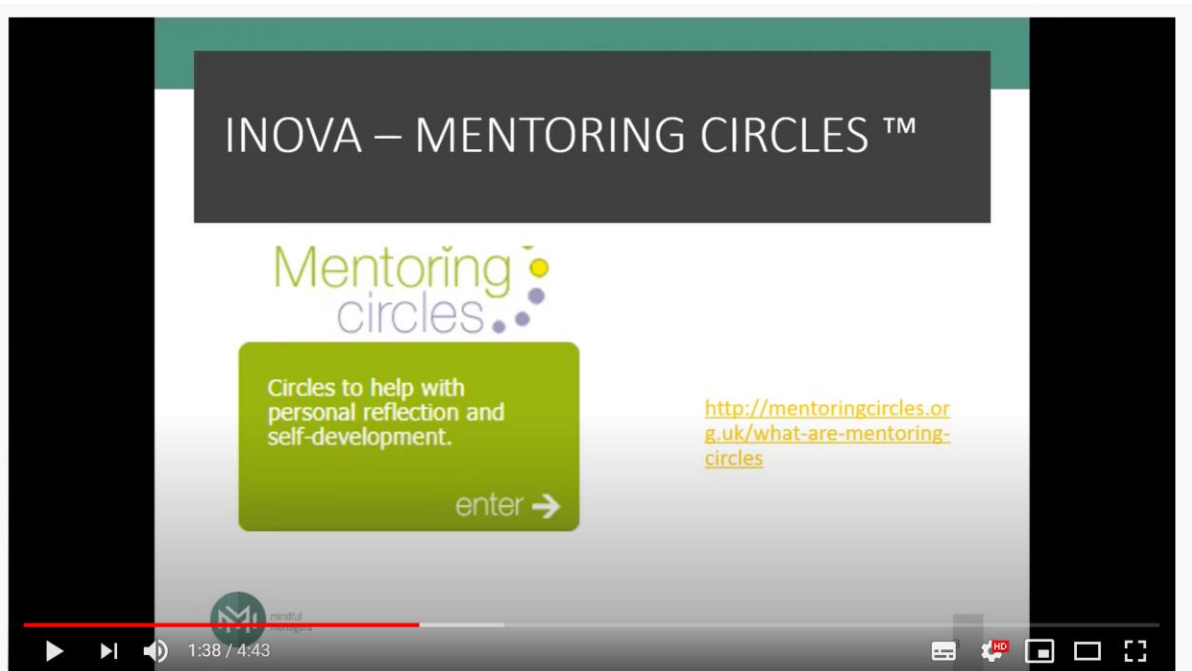 INOVA – MENTORING CIRCLES ™
Mentoring
circles
Circles to help with
personal reflection and
self-development.
enter
http://mentoringcircles.or
g.uk/what-are-mentoring-
circles
mindful
managers
1:38 / 4:43
HD